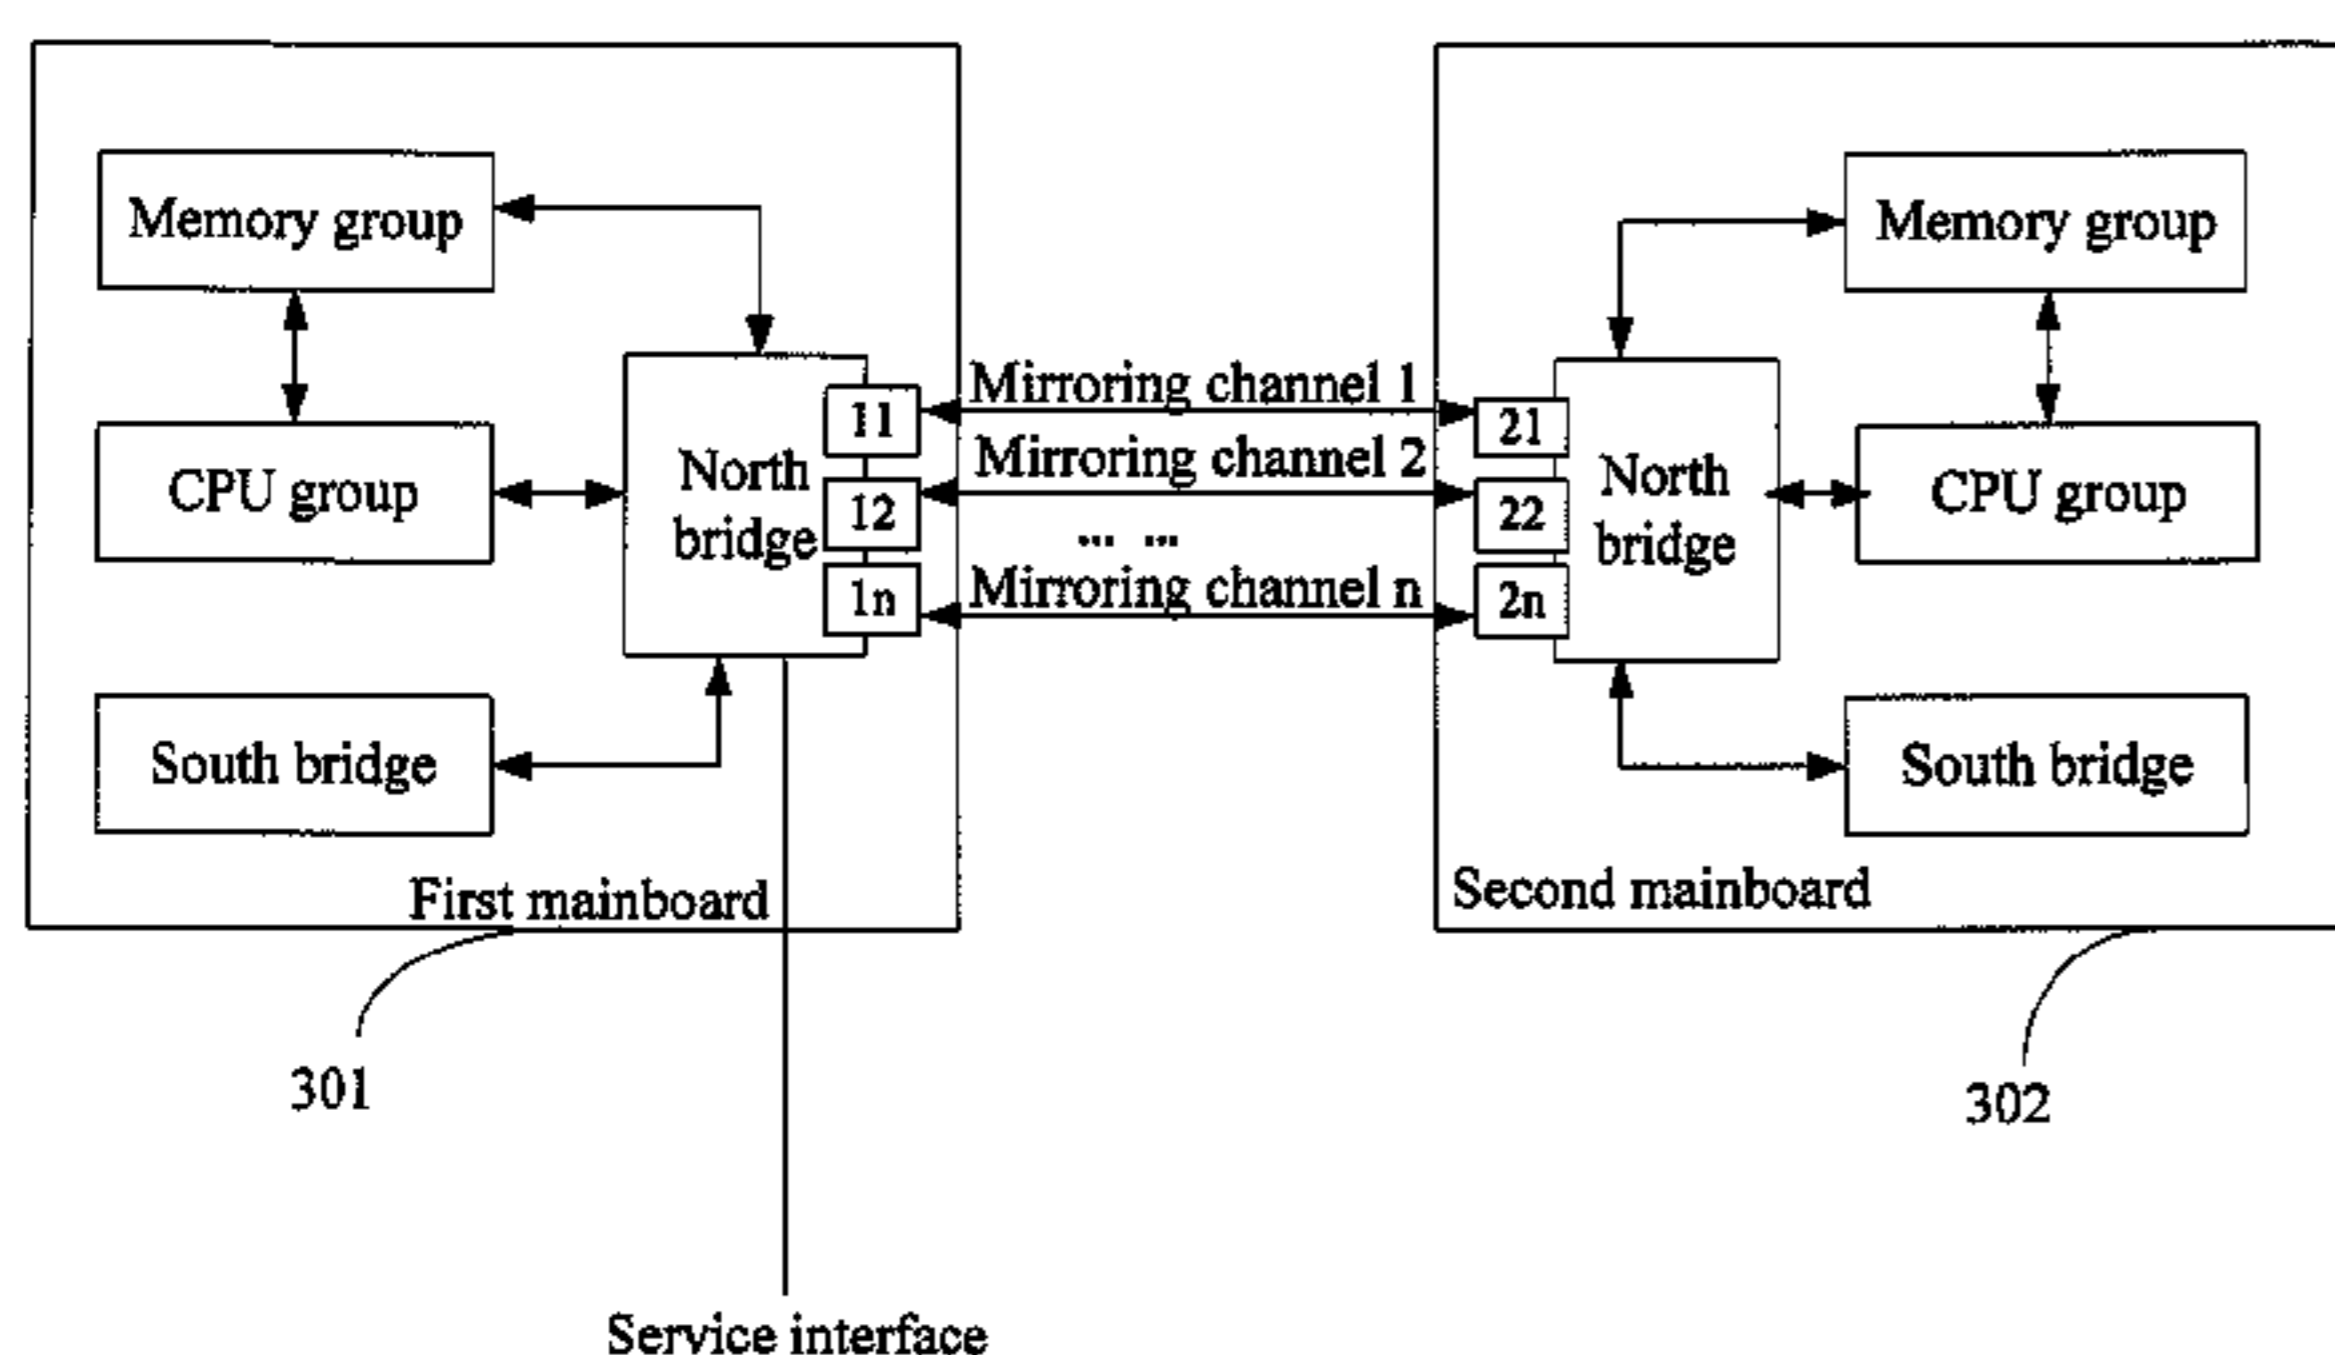 Memory group
Memory group
Mirroring channel 1
11
21
Mirroring channel 2
CPU group
North
bridge
12
22
North
bridge
CPU group
... ...
Mirroring channel n
1n
2n
South bridge
South bridge
First mainboard
Second mainboard
301
302
Service interface